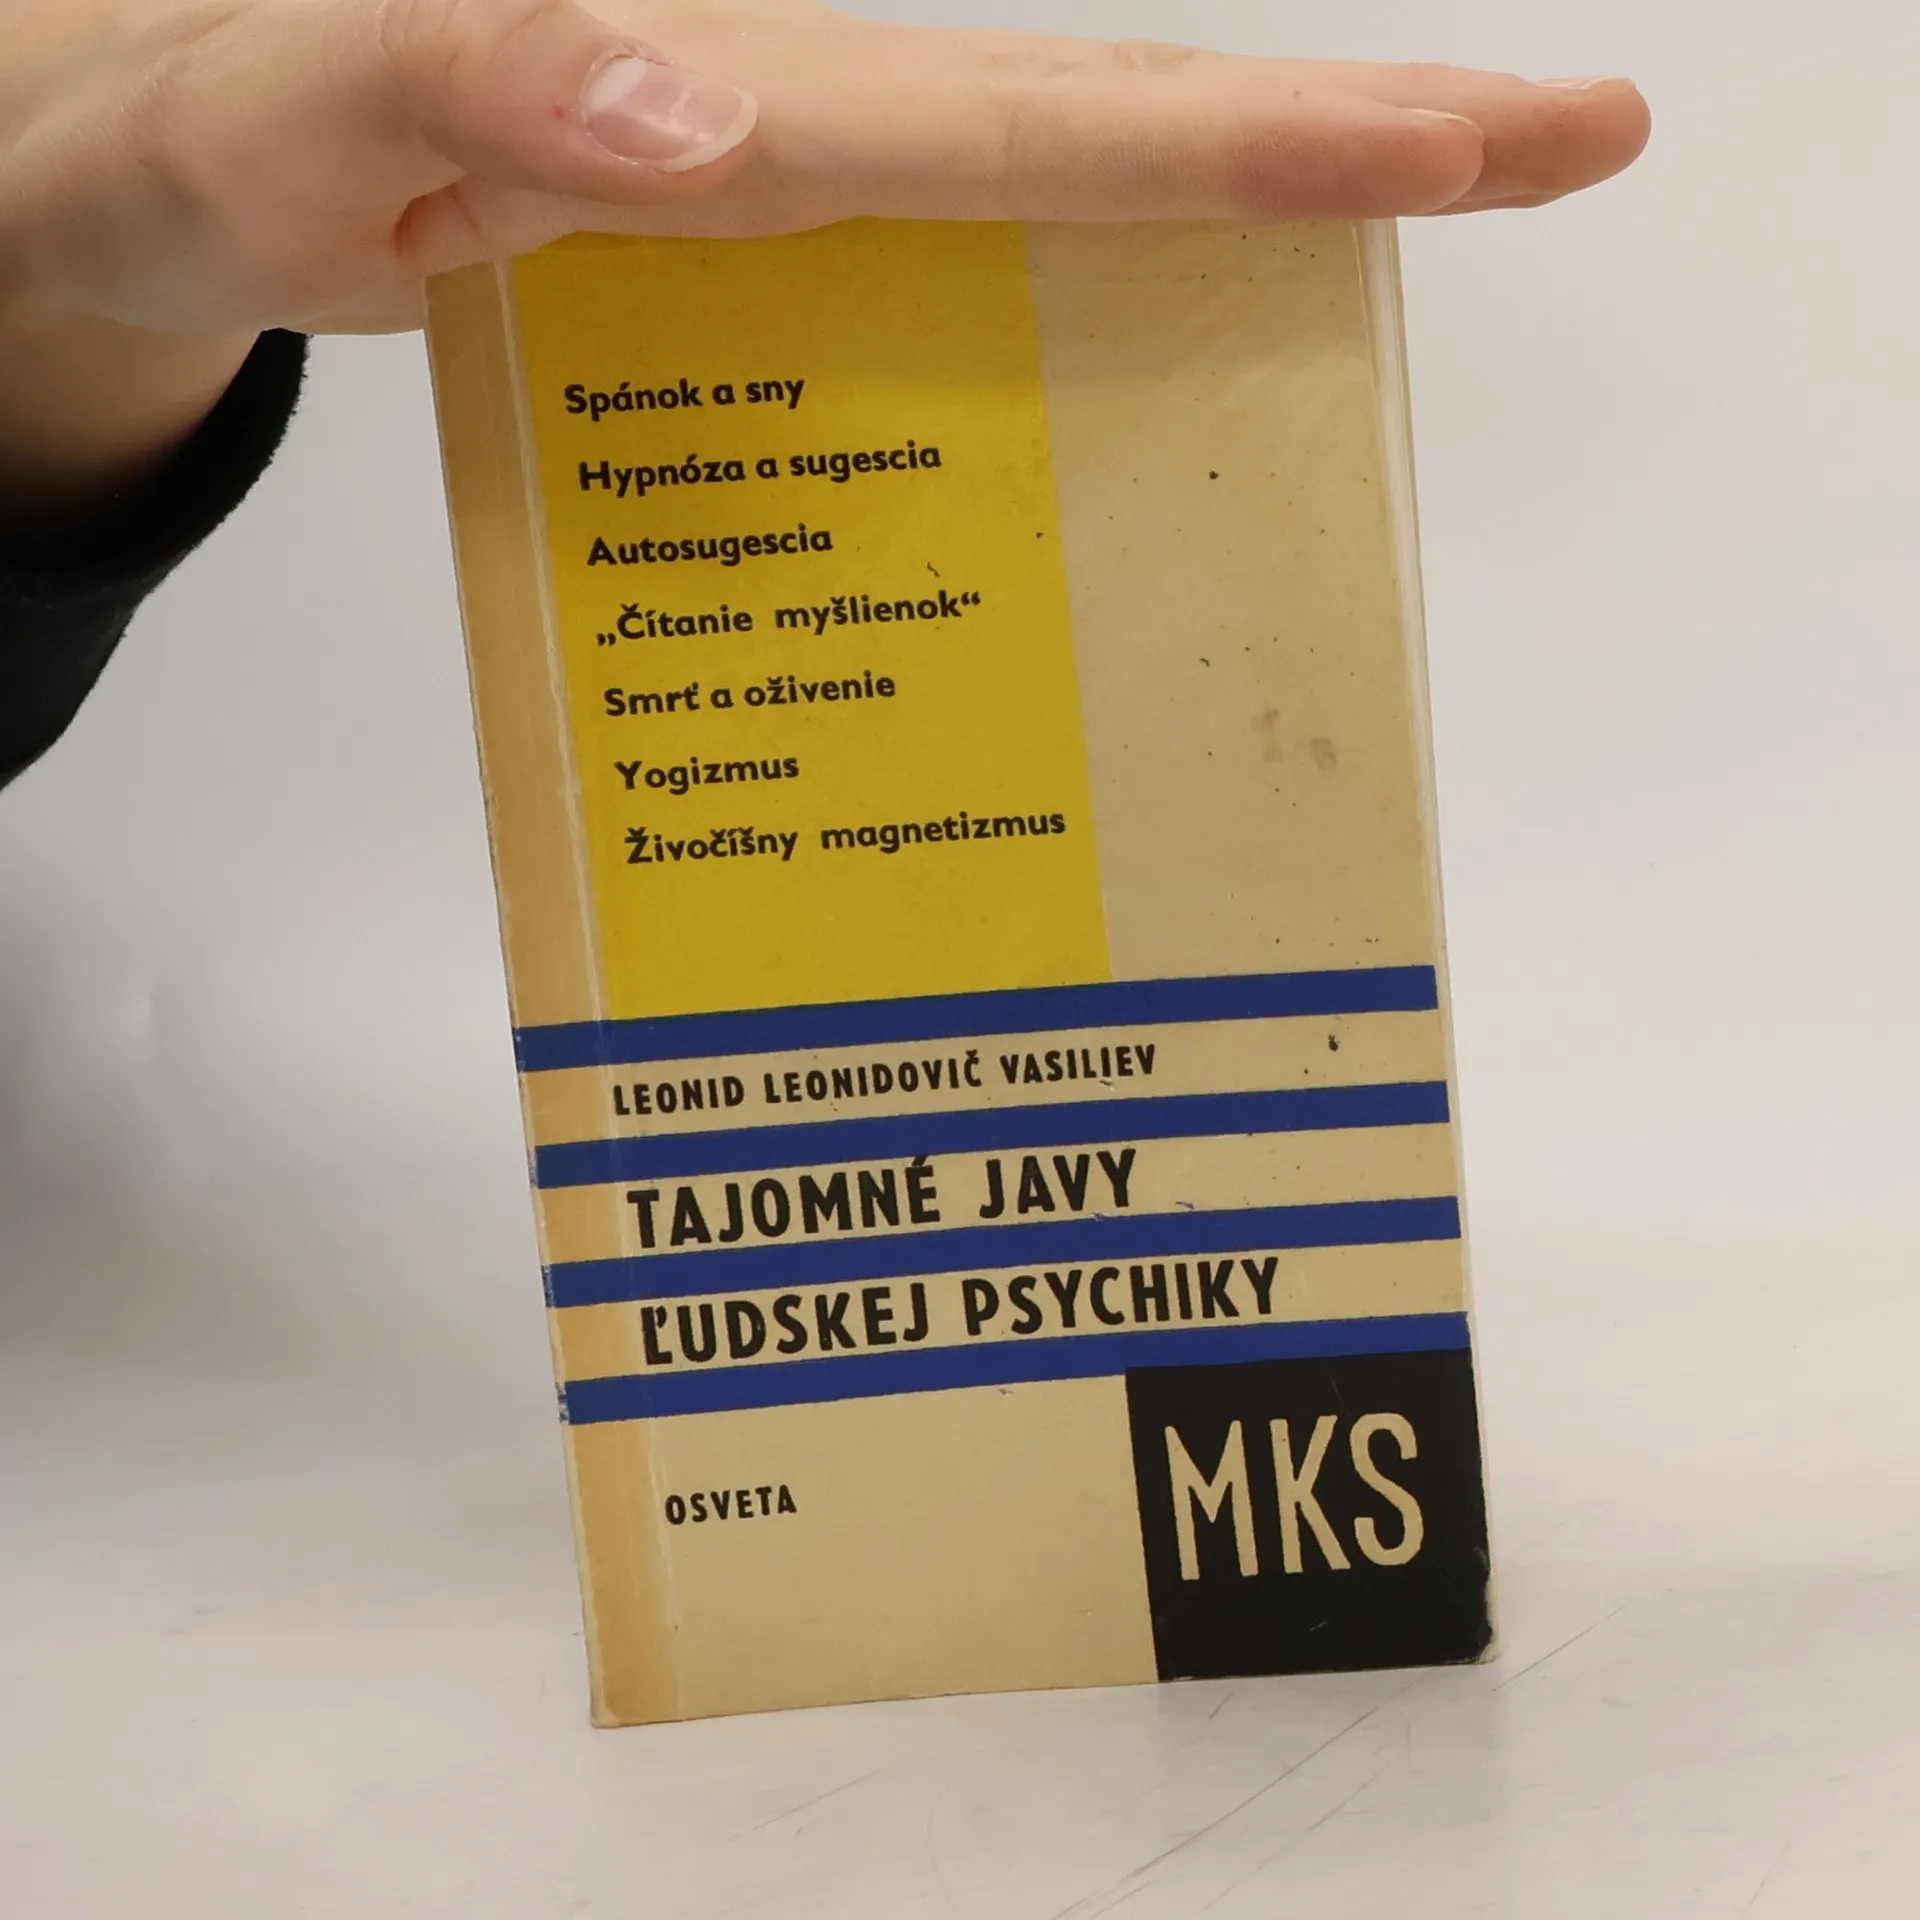 Spánok a sny
Hypnóza a sugescia
Autosugescia
„Čítanie myšlienok“
Smrť a oživenie
Yogizmus
Živočíšny magnetizmus
LEONID LEONIDOVIČ VASILIEV
TAJOMNÉ JAVY
ĽUDSKEJ PSYCHIKY
OSVETA
MKS